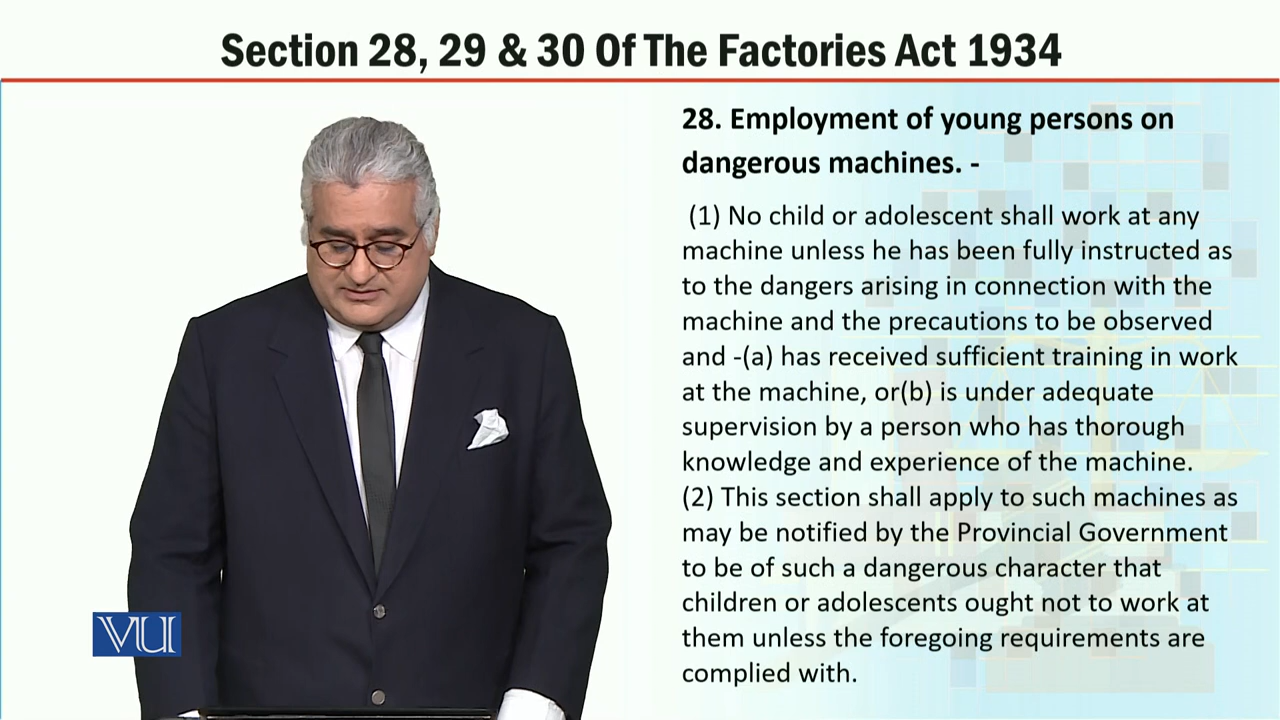 Section 28, 29 & 30 Of The Factories Act 1934
28. Employment of young persons on
dangerous machines. -
(1) No child or adolescent shall work at any
machine unless he has been fully instructed as
to the dangers arising in connection with the
machine and the precautions to be observed
and -(a) has received sufficient training in work
at the machine, or(b) is under adequate
supervision by a person who has thorough
knowledge and experience of the machine.
(2) This section shall apply to such machines as
may be notified by the Provincial Government
to be of such a dangerous character that
children or adolescents ought not to work at
them unless the foregoing requirements are
complied with.
VU